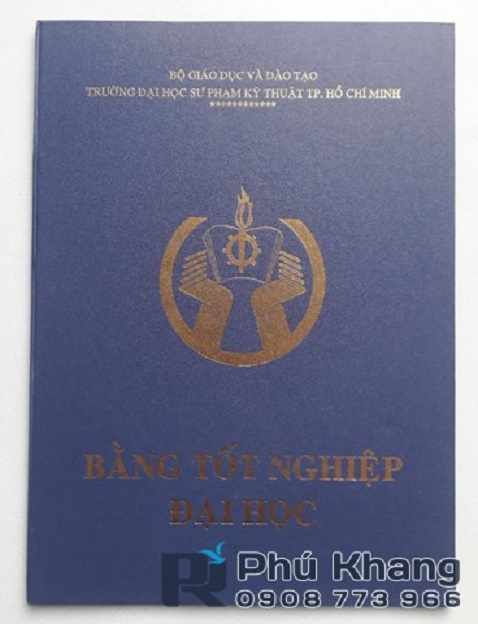 BỘ GIÁO DỤC VÀ ĐÀO TẠO
TRƯỜNG ĐẠI HỌC SƯ PHẠM KỸ THUẬT TP. HỒ CHÍ MINH
************
BẰNG TỐT NGHIỆP
ĐẠI HỌC
Phú Khang
0908 773 966